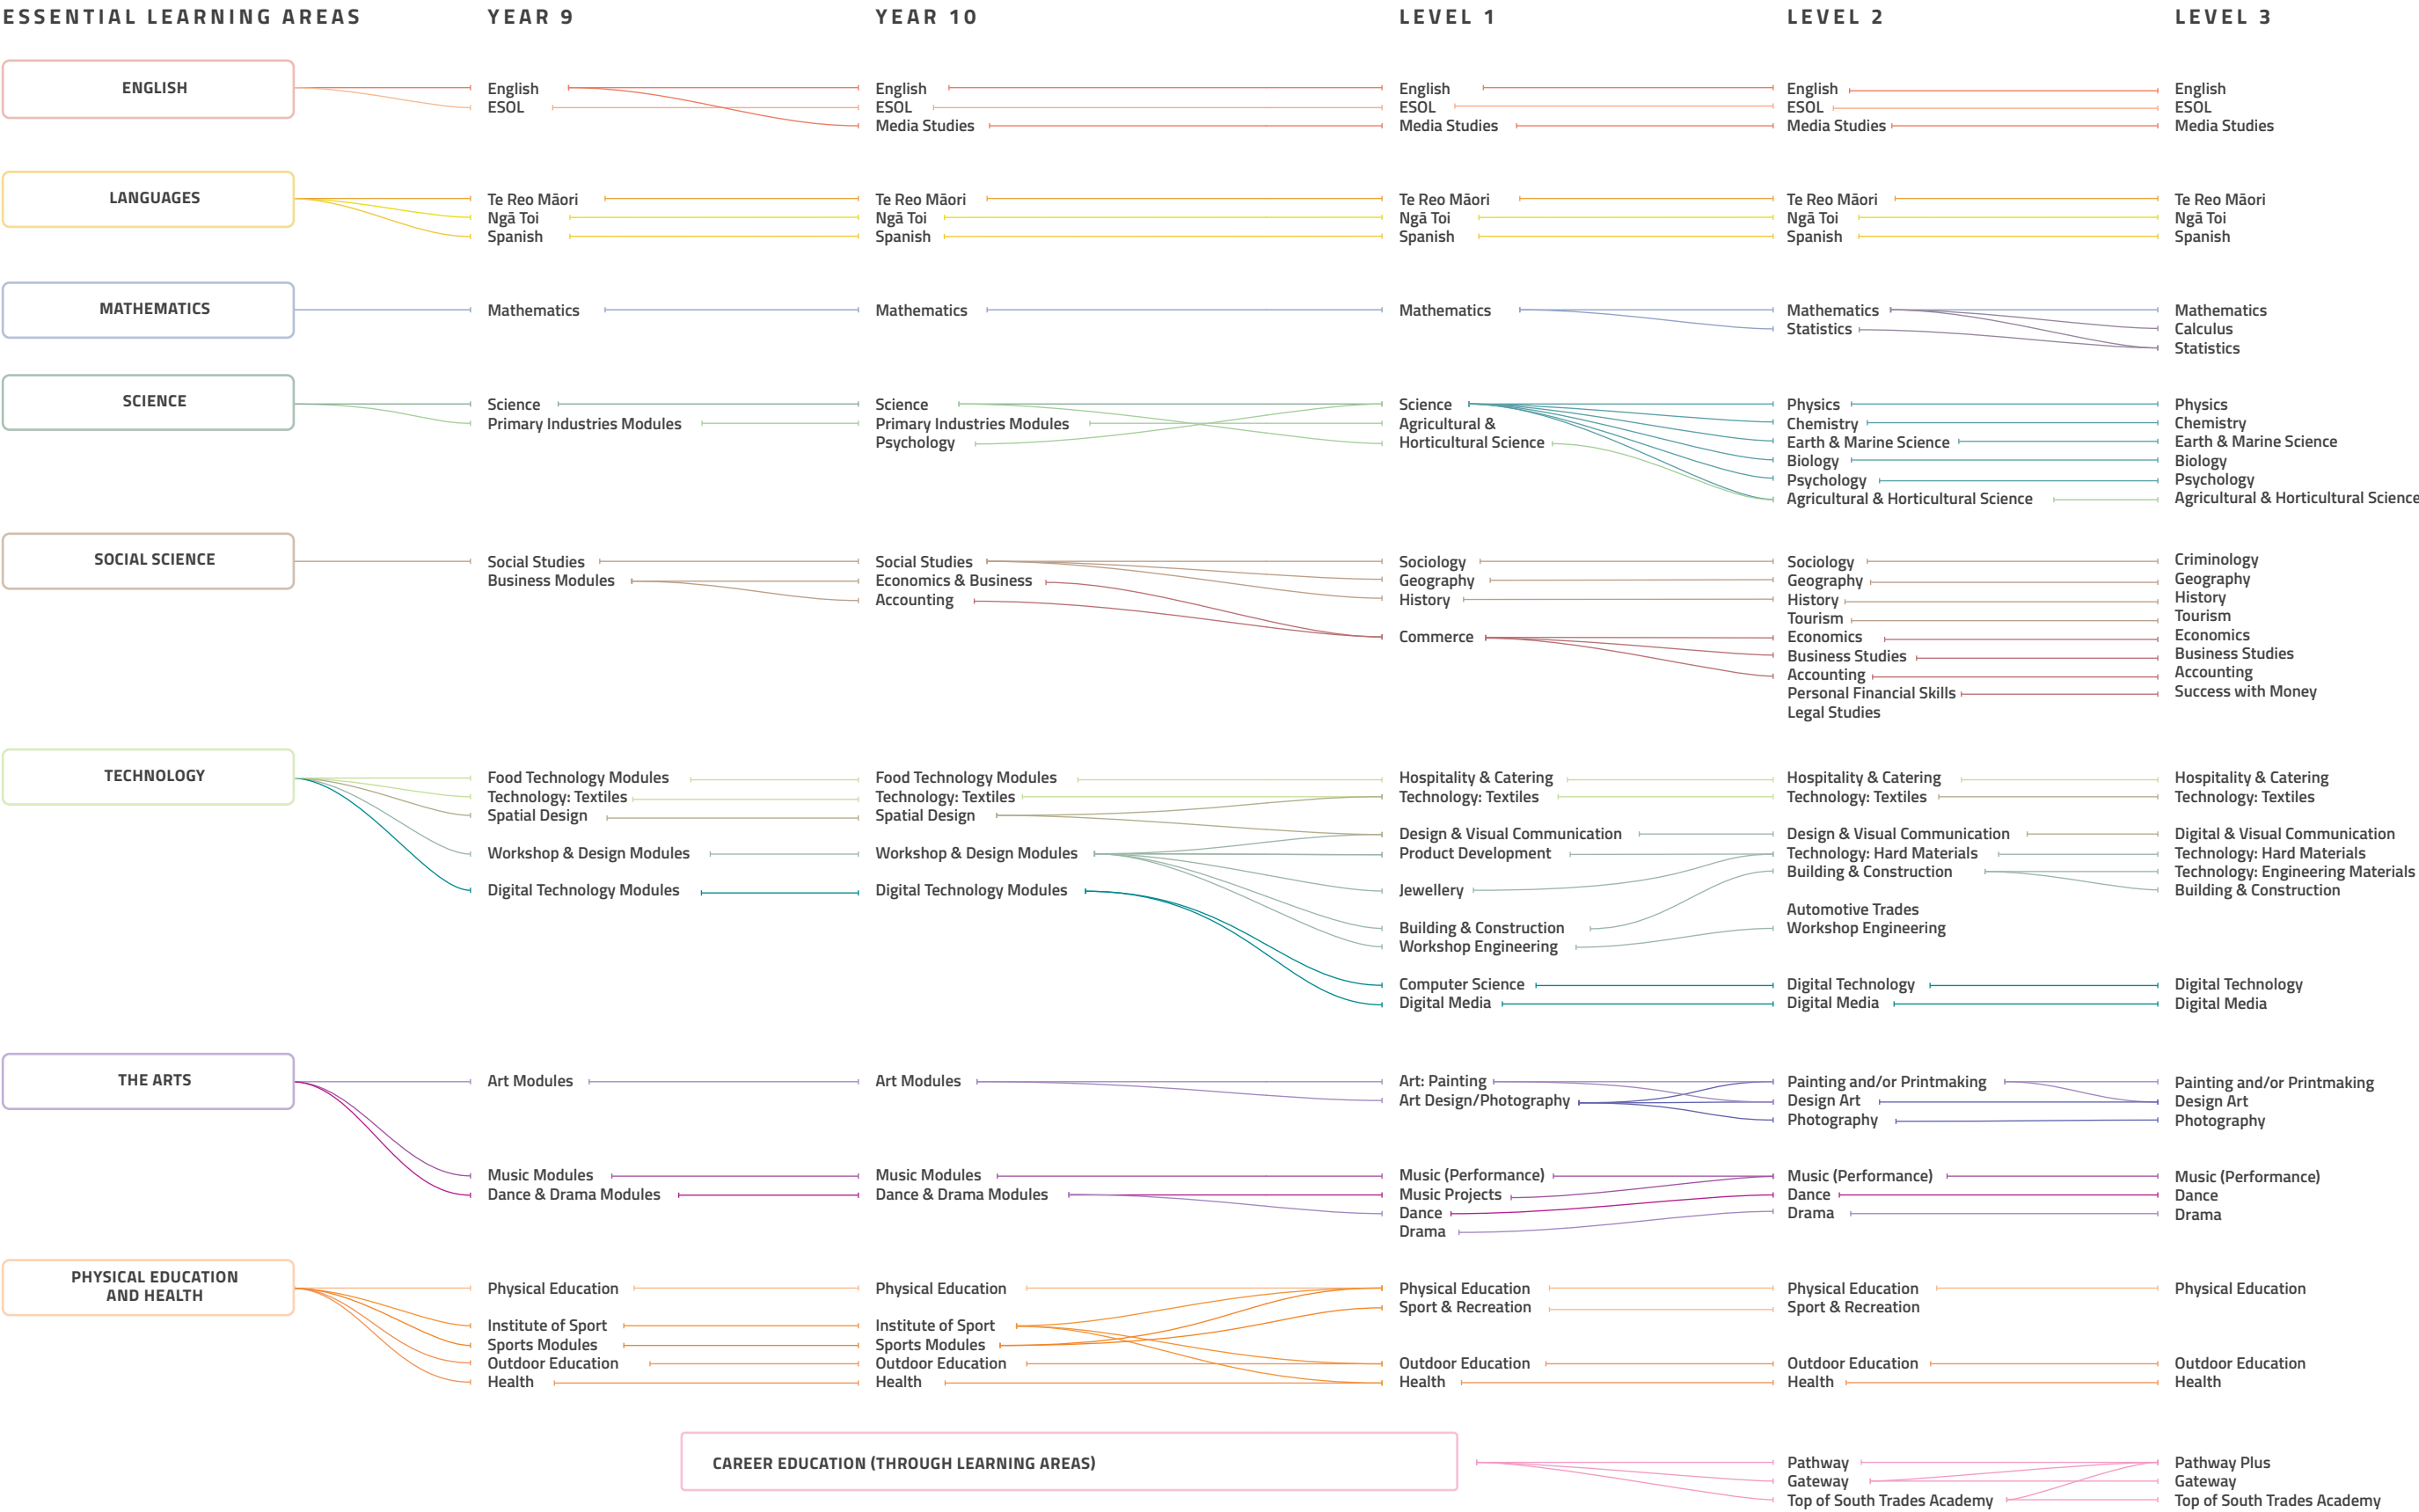 ESSENTIAL LEARNING AREAS
YEAR 9
YEAR 10
LEVEL 1
LEVEL 2
LEVEL 3
ENGLISH
English
English
English
English
English
ESOL
ESOL
ESOL
ESOL
ESOL
Media Studies
Media Studies
Media Studies
Media Studies
LANGUAGES
Te Reo Māori
Te Reo Māori
Te Reo Māori
Te Reo Māori
Te Reo Māori
Ngā Toi
Ngā Toi
Ngā Toi
Ngā Toi
Ngā Toi
Spanish
Spanish
Spanish
Spanish
Spanish
MATHEMATICS
Mathematics
Mathematics
Mathematics
Mathematics
Mathematics
Statistics
Calculus
Statistics
SCIENCE
Science
Science
Science
Physics
Physics
Primary Industries Modules
Primary Industries Modules
Agricultural &
Chemistry
Chemistry
Psychology
Horticultural Science
Earth & Marine Science
Earth & Marine Science
Biology
Biology
Psychology
Psychology
Agricultural & Horticultural Science
Agricultural & Horticultural Science
SOCIAL SCIENCE
Social Studies
Social Studies
Sociology
Sociology
Criminology
Business Modules
Economics & Business
Geography
Geography
Geography
Accounting
History
History
History
Tourism
Tourism
Commerce
Economics
Economics
Business Studies
Business Studies
Accounting
Accounting
Personal Financial Skills
Success with Money
Legal Studies
TECHNOLOGY
Food Technology Modules
Food Technology Modules
Hospitality & Catering
Hospitality & Catering
Hospitality & Catering
Technology: Textiles
Technology: Textiles
Technology: Textiles
Technology: Textiles
Technology: Textiles
Spatial Design
Spatial Design
Design & Visual Communication
Design & Visual Communication
Digital & Visual Communication
Workshop & Design Modules
Workshop & Design Modules
Product Development
Technology: Hard Materials
Technology: Hard Materials
Building & Construction
Technology: Engineering Materials
Digital Technology Modules
Digital Technology Modules
Jewellery
Building & Construction
Automotive Trades
Building & Construction
Workshop Engineering
Workshop Engineering
Computer Science
Digital Technology
Digital Technology
Digital Media
Digital Media
Digital Media
THE ARTS
Art Modules
Art Modules
Art: Painting
Painting and/or Printmaking
Painting and/or Printmaking
Art Design/Photography
Design Art
Design Art
Photography
Photography
Music Modules
Music Modules
Music (Performance)
Music (Performance)
Music (Performance)
Dance & Drama Modules
Dance & Drama Modules
Music Projects
Dance
Dance
Dance
Drama
Drama
Drama
PHYSICAL EDUCATION
AND HEALTH
Physical Education
Physical Education
Physical Education
Physical Education
Physical Education
Sport & Recreation
Sport & Recreation
Institute of Sport
Institute of Sport
Sports Modules
Sports Modules
Outdoor Education
Outdoor Education
Outdoor Education
Outdoor Education
Outdoor Education
Health
Health
Health
Health
Health
CAREER EDUCATION (THROUGH LEARNING AREAS)
Pathway
Pathway Plus
Gateway
Gateway
Top of South Trades Academy
Top of South Trades Academy